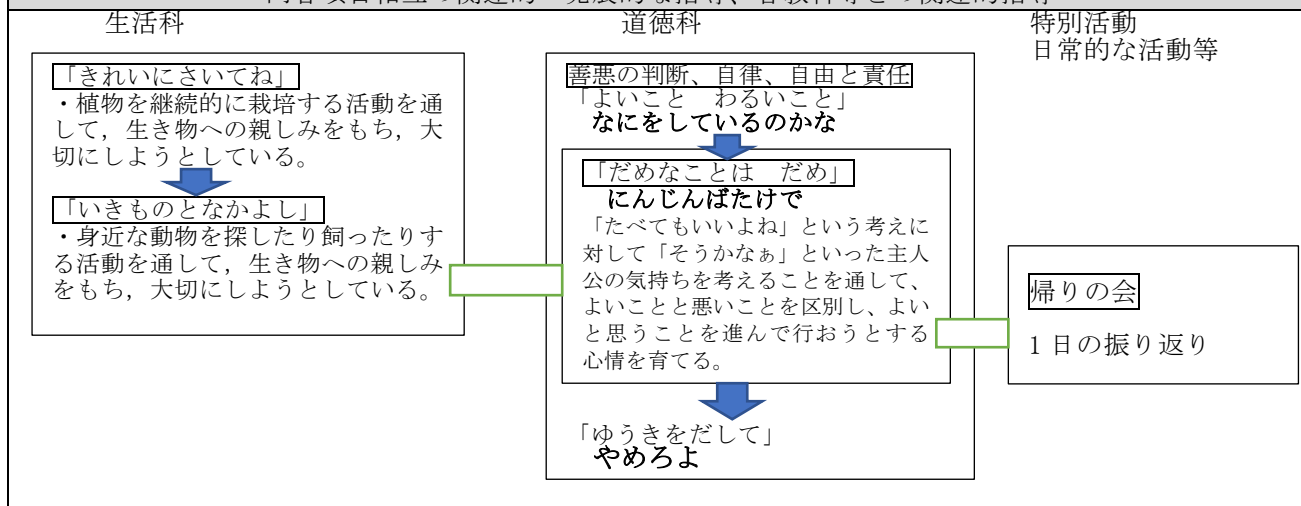 生活科
「きれいにさいてね」
・植物を継続的に栽培する活動を通
して，生き物への親しみをもち，大
切にしようとしている。
「いきものとなかよし」
・身近な動物を探したり飼ったりす
る活動を通して，生き物への親しみ
をもち，大切にしようとしている。
道徳科
善悪の判断、自律、自由と責任
「よいこと　わるいこと」
なにをしているのかな
「だめなことは　だめ」
にんじんばたけで
「たべてもいいよね」という考えに
対して「そうかなぁ」といった主人
公の気持ちを考えることを通して、
よいことと悪いことを区別し、よい
と思うことを進んで行おうとする
心情を育てる。
「ゆうきをだして」
やめろよ
特別活動
日常的な活動等
帰りの会
1 日の振り返り